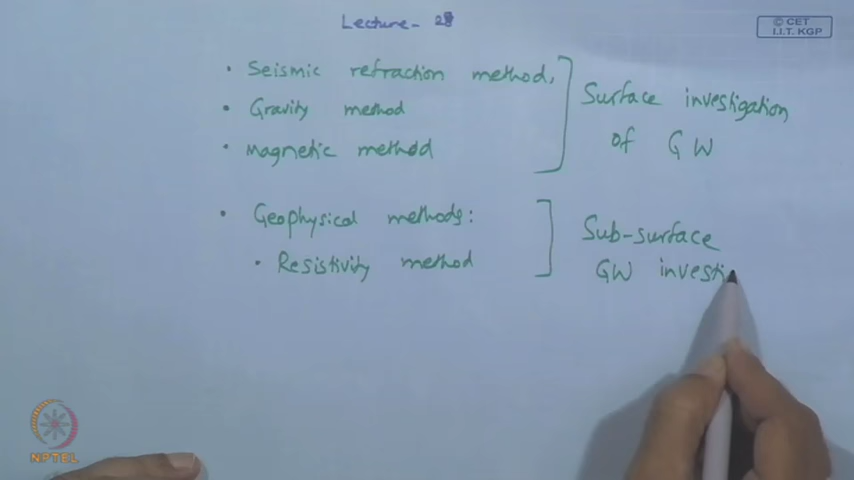 Lecture-
© CET
I.I.T. KGP
• Seismic refraction method,
• Gravity method
• Magnetic method
Surface investigation
of GW
• Geophysical methods:
• Resistivity method
Sub-surface
GW investi
NPTEL